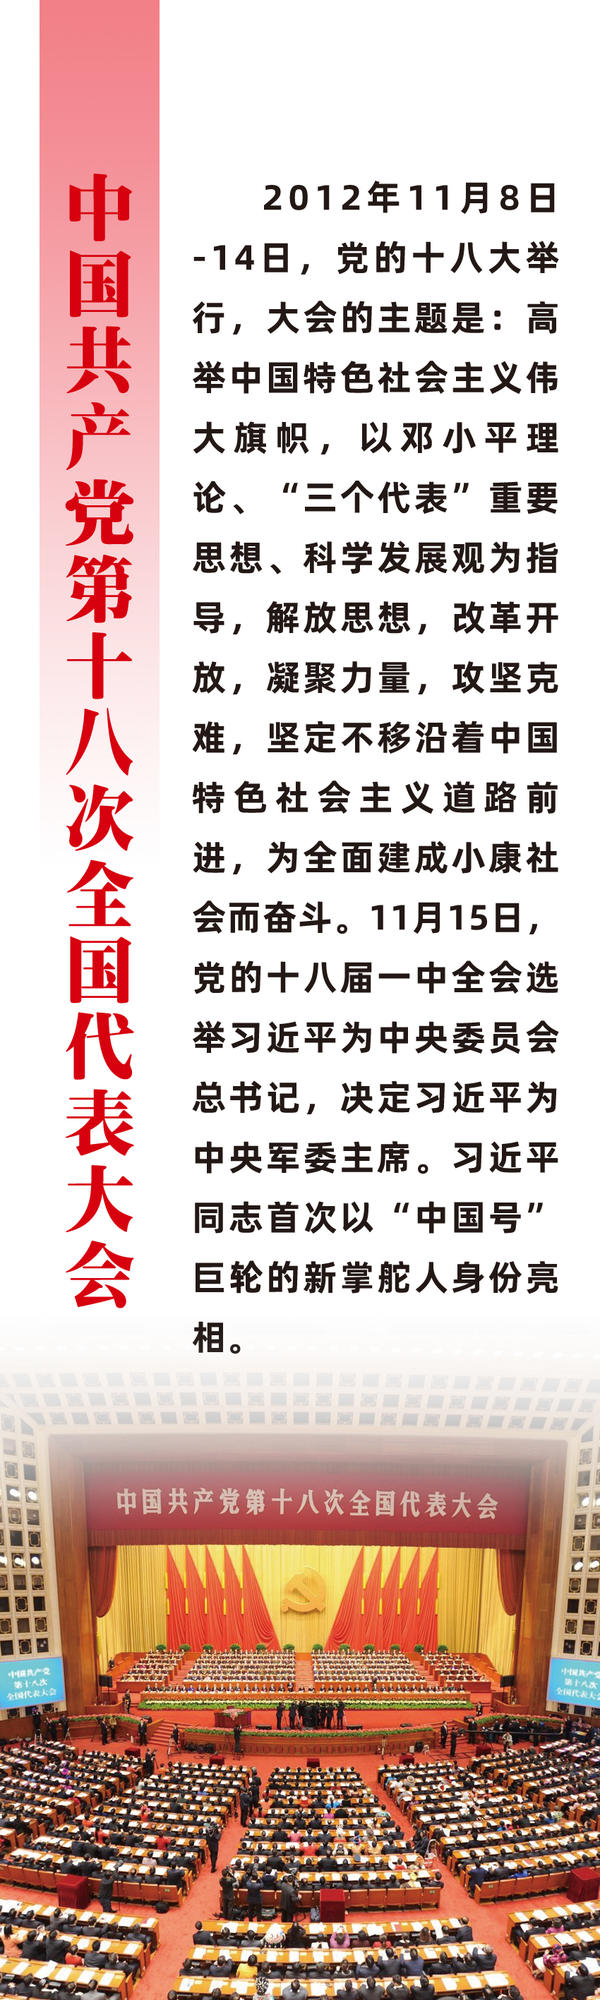 中国共产党第十八次全国代表大会
2012年11月8日
-14日，党的十八大举
行，大会的主题是：高
举中国特色社会主义伟
大旗帜，以邓小平理
论、“三个代表”重要
思想、科学发展观为指
导，解放思想，改革开
放，凝聚力量，攻坚克
难，坚定不移沿着中国
特色社会主义道路前
进，为全面建成小康社
会而奋斗。11月15日，
党的十八届一中全会选
举习近平为中央委员会
总书记，决定习近平为
中央军委主席。习近平
同志首次以“中国号”
巨轮的新掌舵人身份亮
相。
中国共产党第十八次全国代表大会
中国共产党
第十八次
全国代表大会
中国共产党
第十八次
全国代表大会